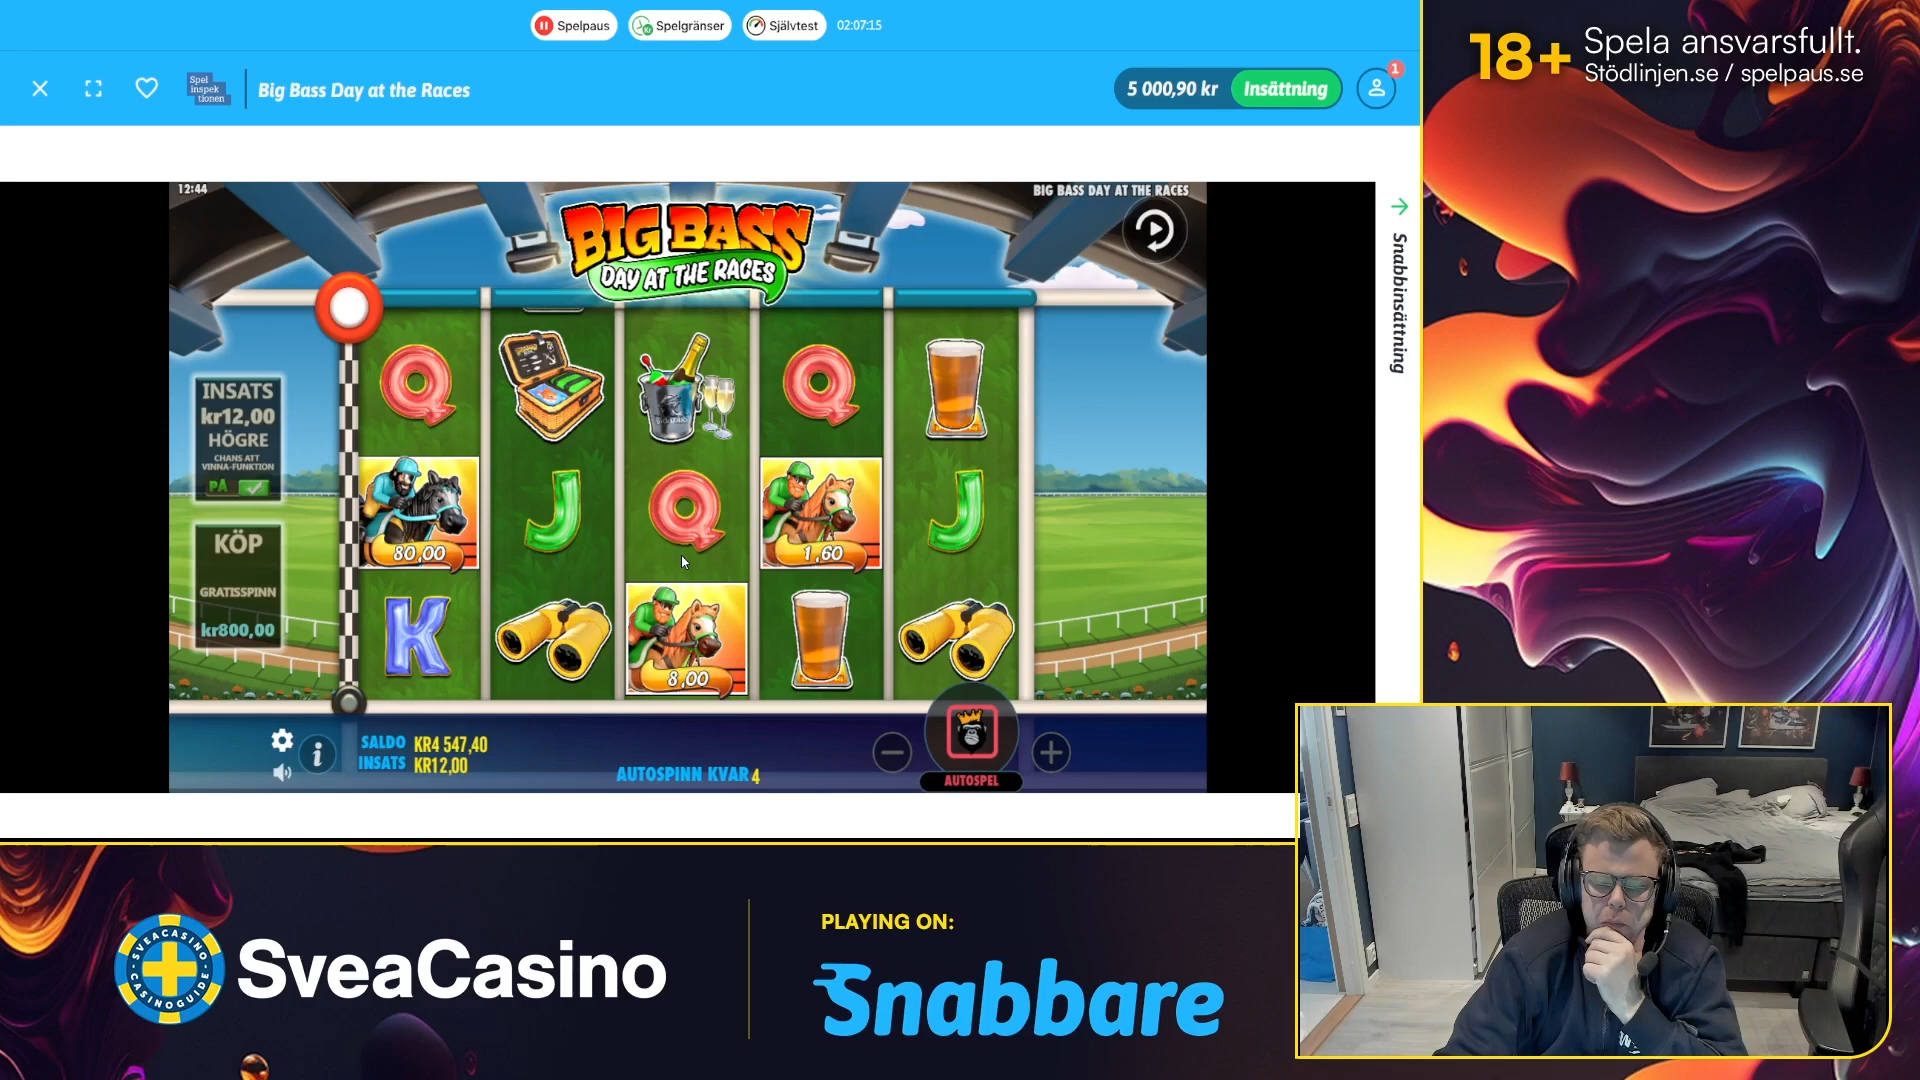 Spelpaus
Spelgränser
Självtest
02:07:15
Spel
inspek
tionen
Big Bass Day at the Races
5 000,90 kr
Insättning
1
18+
Spela ansvarsfullt.
Stödlinjen.se / spelpaus.se
12:44
BIG BASS DAY AT THE RACES
BIG BASS
DAY AT THE RACES
Snabbinsättning
INSATS
kr12,00
HÖGRE
CHANS ATT
VINNA-FUNKTION
PÅ
KÖP
GRATISSPINN
kr800,00
Q
Q
80,00
J
Q
1,60
J
K
8,00
SALDO KR4 547,40
INSATS KR12,00
AUTOSPINN KVAR 4
AUTOSPEL
SVEACASINO
CASINOGUIDE
SveaCasino
PLAYING ON:
Snabbare